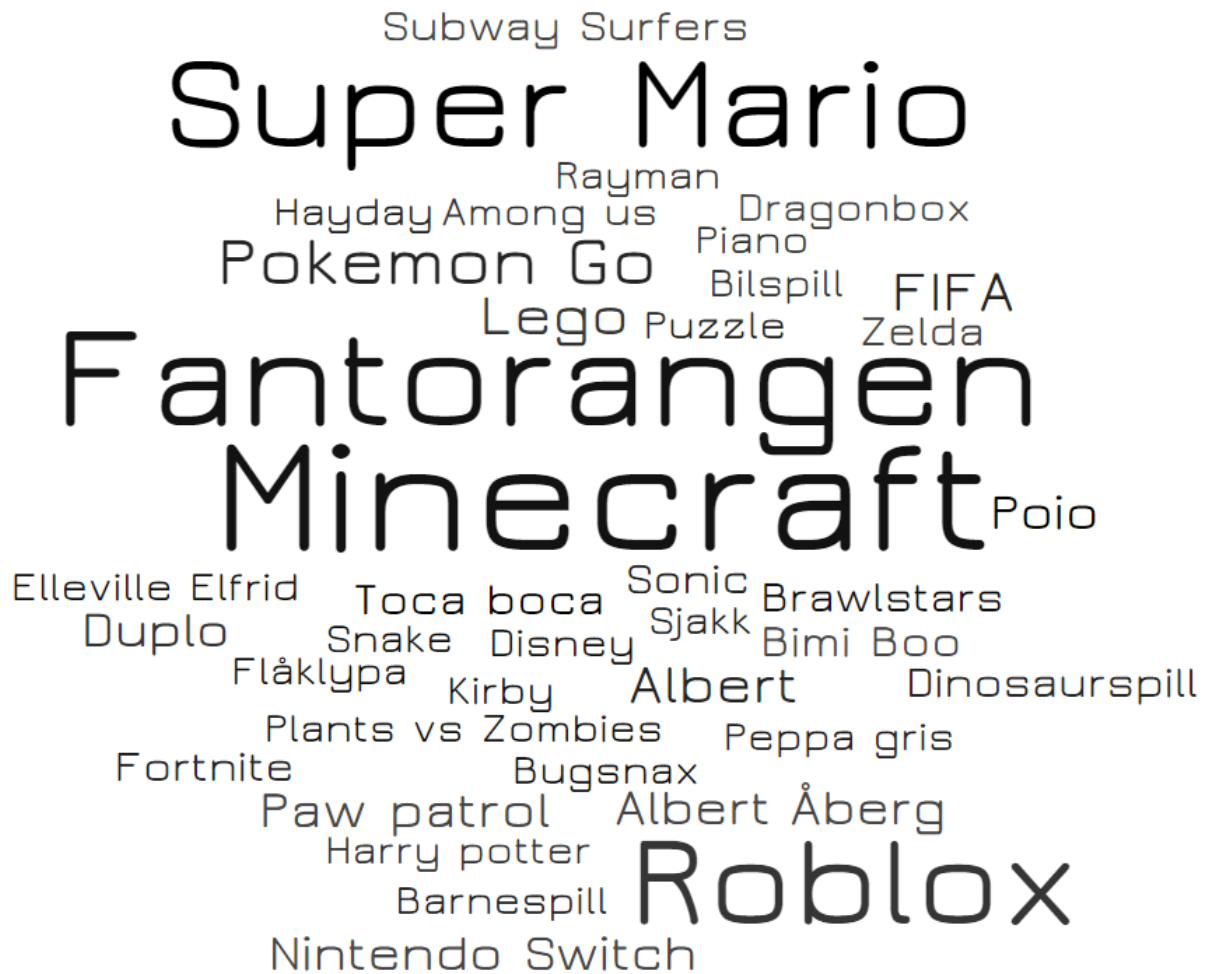 Subway Surfers
Super Mario
Rayman
Hayday Among us Dragonbox
Piano
Pokemon Go
Bilspill FIFA
Lego Puzzle Zelda
Fantorangen
Minecraft
Poio
Elleville Elfrid Toca boca Sonic Brawlstars
Duplo Snake Disney Sjakk Bimi Boo
Flåklypa Kirby Albert Dinosaurspill
Plants vs Zombies Peppa gris
Fortnite Bugsnax
Paw patrol Albert Åberg
Harry potter
Roblox
Barnespill
Nintendo Switch